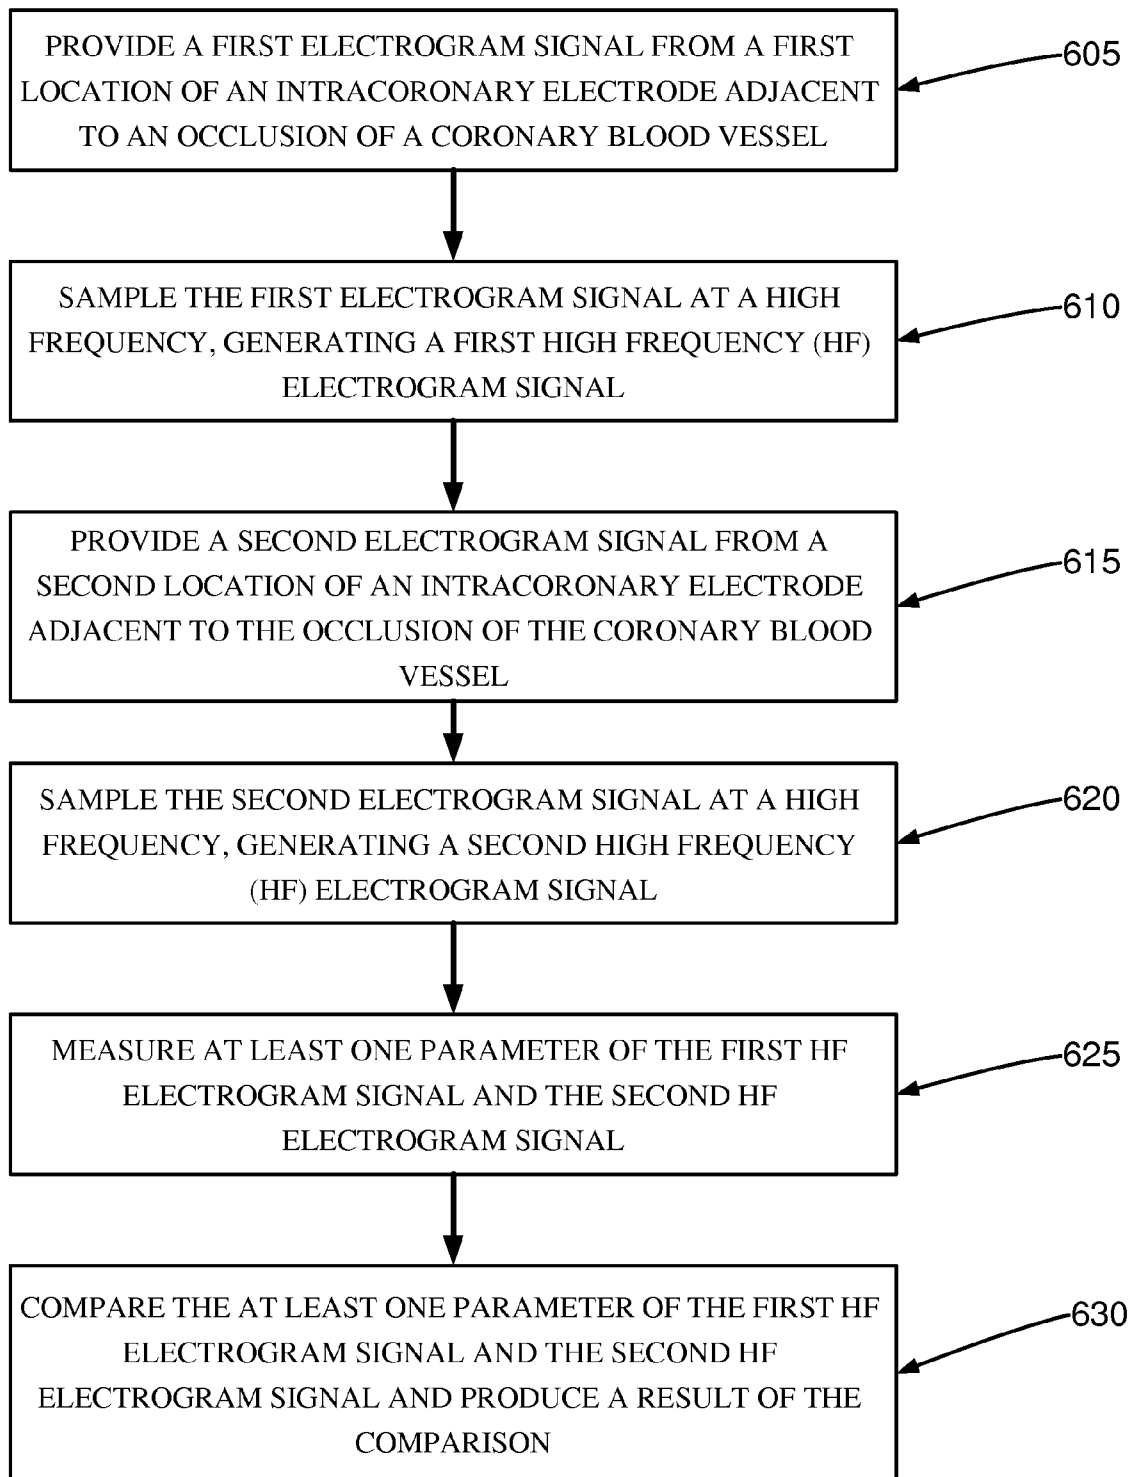 PROVIDE A FIRST ELECTROGRAM SIGNAL FROM A FIRST
LOCATION OF AN INTRACORONARY ELECTRODE ADJACENT
TO AN OCCLUSION OF A CORONARY BLOOD VESSEL
605
SAMPLE THE FIRST ELECTROGRAM SIGNAL AT A HIGH
FREQUENCY, GENERATING A FIRST HIGH FREQUENCY (HF)
ELECTROGRAM SIGNAL
610
PROVIDE A SECOND ELECTROGRAM SIGNAL FROM A
SECOND LOCATION OF AN INTRACORONARY ELECTRODE
ADJACENT TO THE OCCLUSION OF THE CORONARY BLOOD
VESSEL
615
SAMPLE THE SECOND ELECTROGRAM SIGNAL AT A HIGH
FREQUENCY, GENERATING A SECOND HIGH FREQUENCY
(HF) ELECTROGRAM SIGNAL
620
MEASURE AT LEAST ONE PARAMETER OF THE FIRST HF
ELECTROGRAM SIGNAL AND THE SECOND HF
ELECTROGRAM SIGNAL
625
COMPARE THE AT LEAST ONE PARAMETER OF THE FIRST HF
ELECTROGRAM SIGNAL AND THE SECOND HF
ELECTROGRAM SIGNAL AND PRODUCE A RESULT OF THE
COMPARISON
630